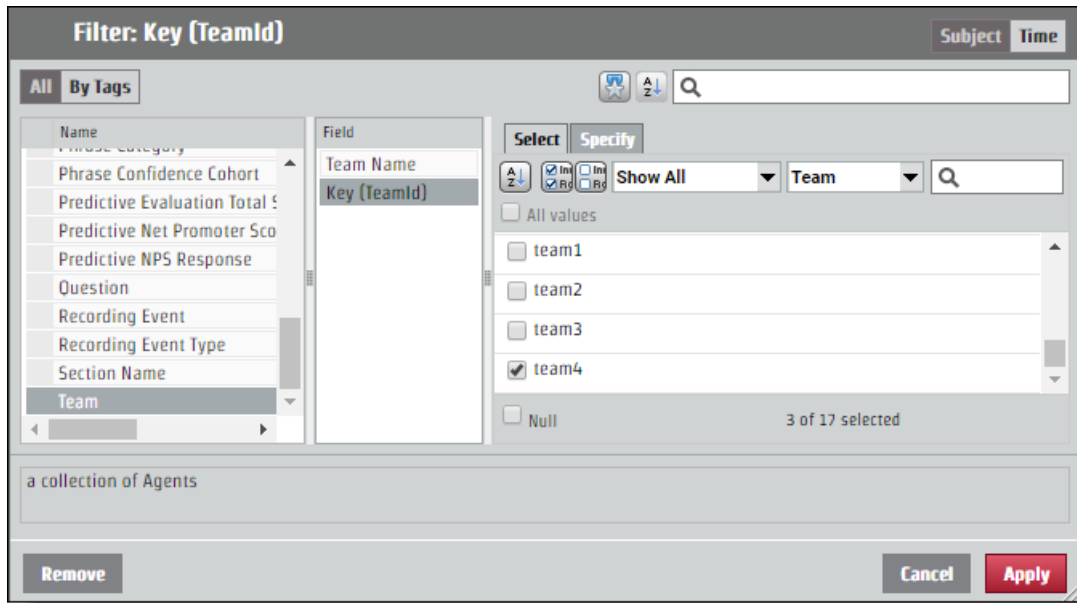 Filter: Key (TeamId)
Subject Time
All By Tags
Name
Phrase Category
Phrase Confidence Cohort
Predictive Evaluation Total S
Predictive Net Promoter Sco
Predictive NPS Response
Question
Recording Event
Recording Event Type
Section Name
Team
Field
Team Name
Key (TeamId)
Select Specify
Show All Team
All values
team1
team2
team3
team4
Null 3 of 17 selected
a collection of Agents
Remove Cancel Apply